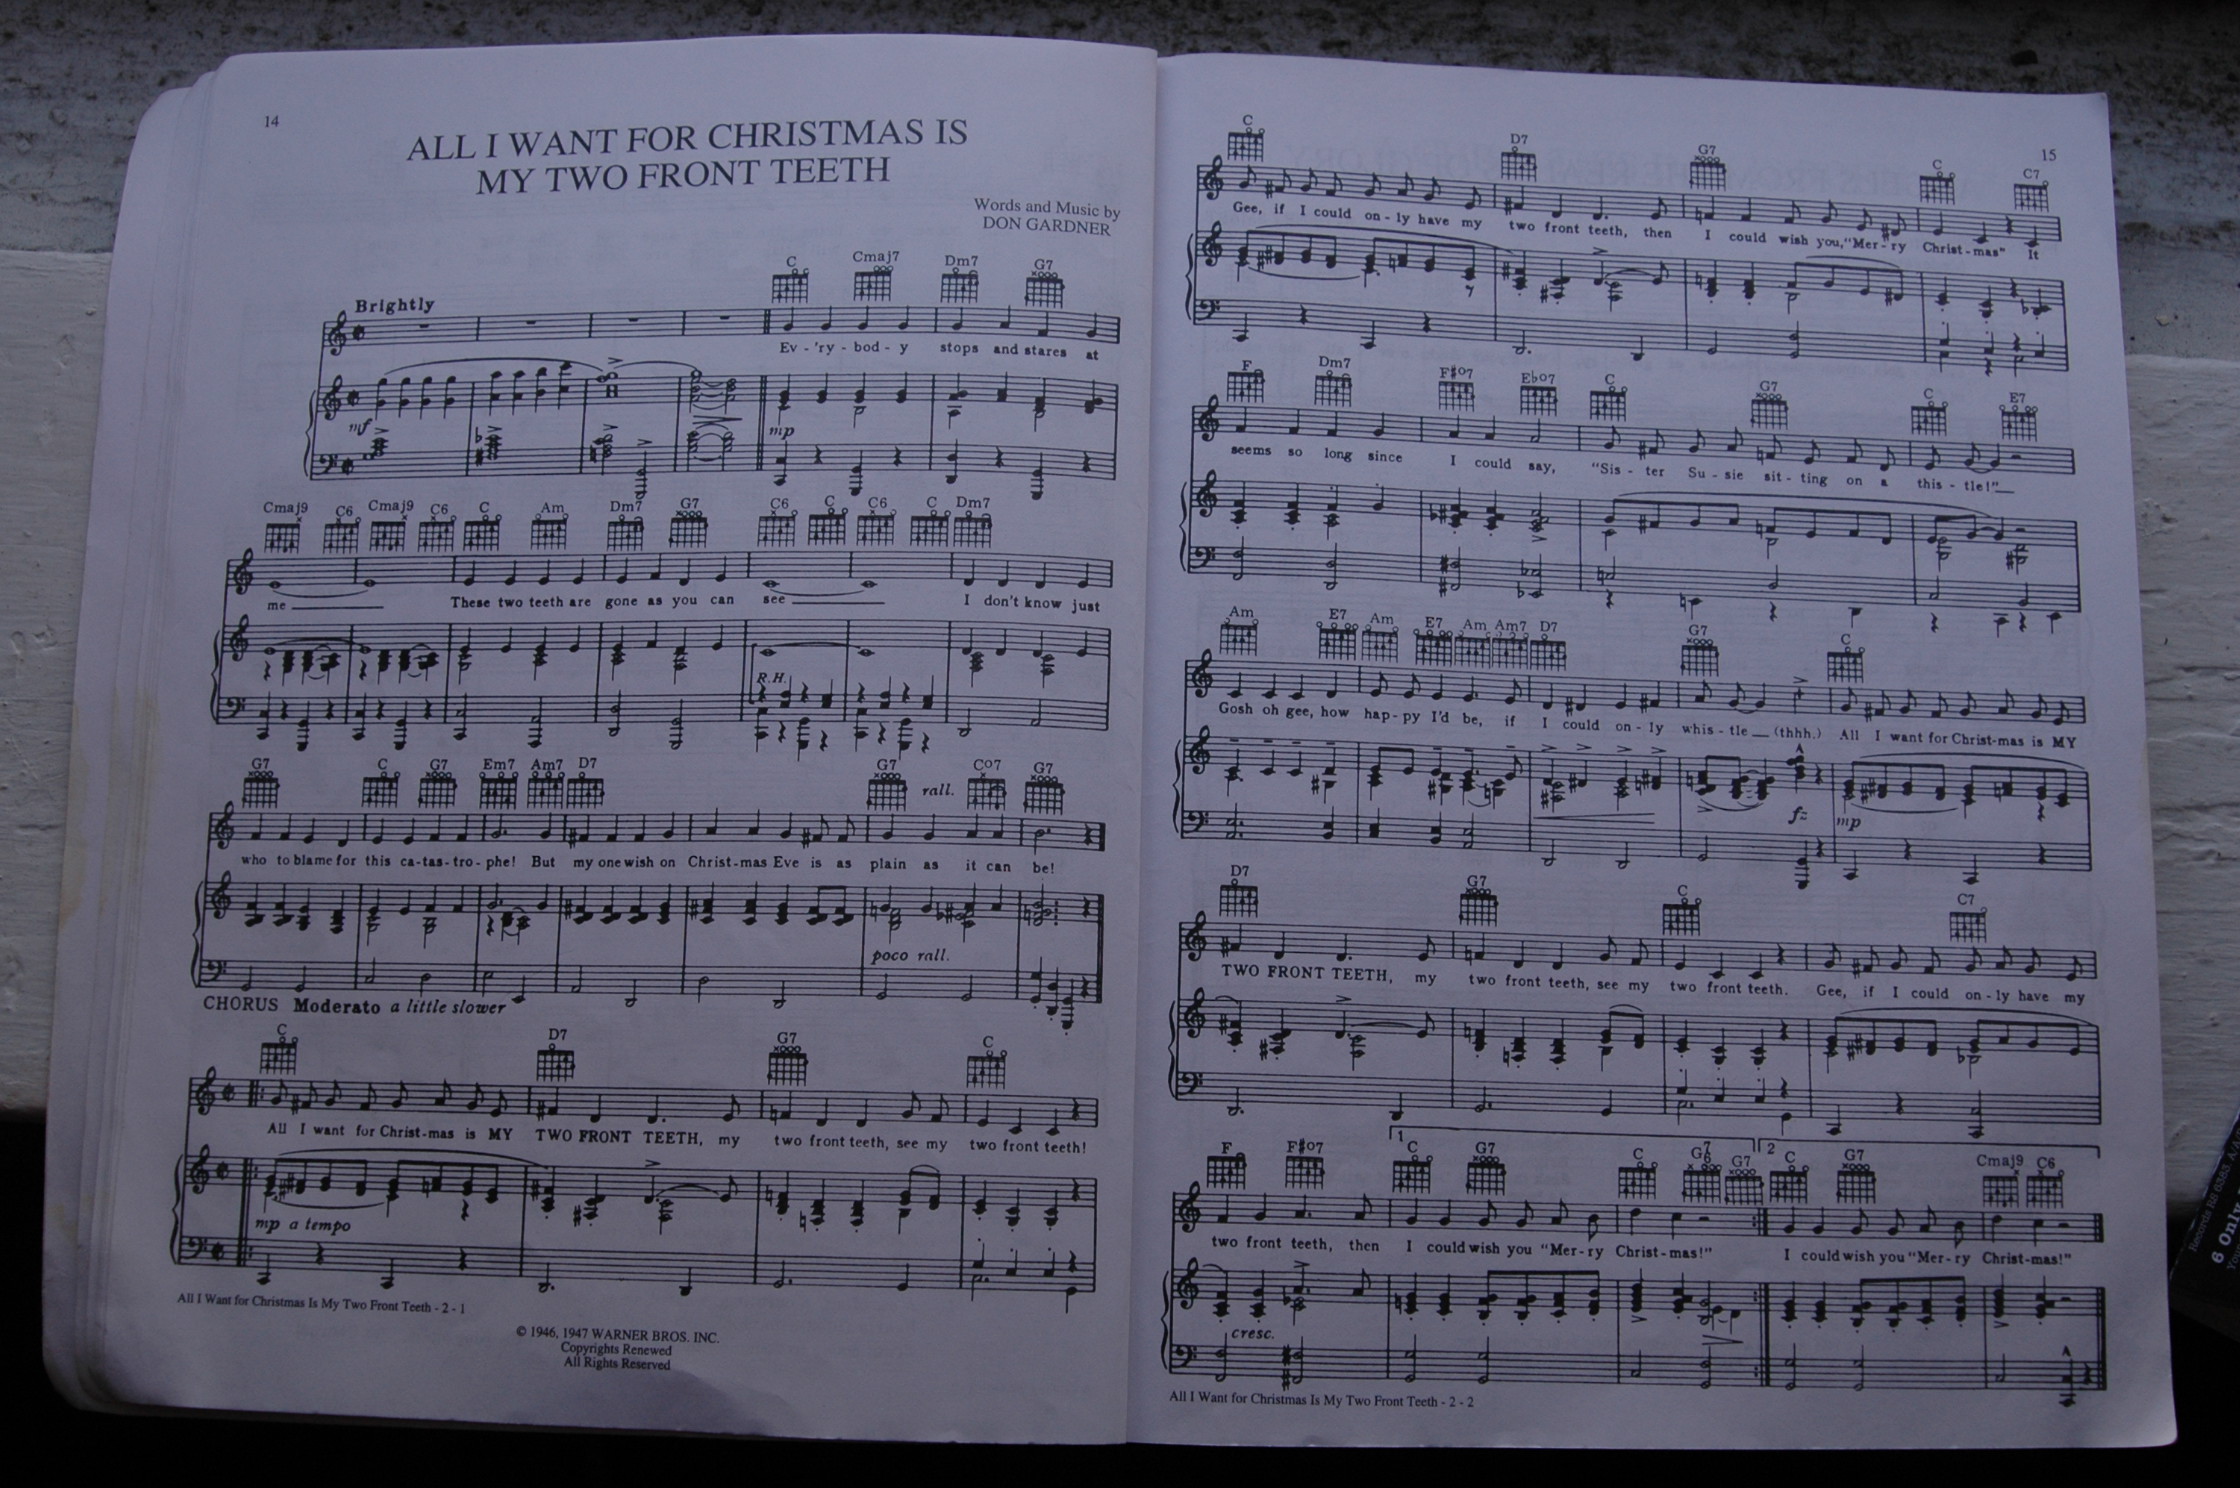 14
ALL I WANT FOR CHRISTMAS IS
MY TWO FRONT TEETH
Words and Music by
DON GARDNER
C Cmaj7 Dm7 G7
Brightly
Ev - 'ry - bod - y stops and stares at
mf
mp
Cmaj9 C6 Cmaj9 C6 C Am Dm7 G7 C6 C C6 C Dm7
me These two teeth are gone as you can see I don't know just
R.H.
G7 C G7 Em7 Am7 D7 G7 rall. C°7 G7
who to blame for this ca-tas-tro-phe! But my one wish on Christ-mas Eve is as plain as it can be!
poco rall.
CHORUS Moderato a little slower
C D7 G7 C
All I want for Christ-mas is MY TWO FRONT TEETH, my two front teeth, see my two front teeth!
mp a tempo
All I Want for Christmas Is My Two Front Teeth - 2 - 1
© 1946, 1947 WARNER BROS. INC.
Copyrights Renewed
All Rights Reserved
15
C D7 G7 C C7
Gee, if I could on - ly have my two front teeth, then I could wish you,"Mer - ry Christ - mas" It
F Dm7 F#°7 Eb°7 C G7 C E7
seems so long since I could say, "Sis - ter Su - sie sit - ting on a this - tle!"
Am E7 Am E7 Am Am7 D7 G7 C
Gosh oh gee, how hap - py I'd be, if I could on - ly whis - tle (thhh.) All I want for Christ-mas is MY
fz
mp
D7 G7 C C7
TWO FRONT TEETH, my two front teeth, see my two front teeth. Gee, if I could on - ly have my
1 2
F F#°7 C G7 C G7 6 G7 C G7 Cmaj9 C6
two front teeth, then I could wish you "Mer - ry Christ-mas!" I could wish you "Mer - ry Christ-mas!"
cresc.
All I Want for Christmas Is My Two Front Teeth - 2 - 2
6 Only